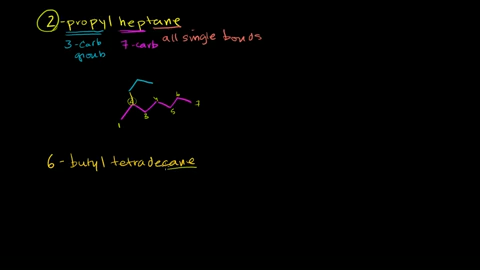 2-propyl heptane
3-carb 7-carb all single bonds
group
2 4 6 7
1 3 5
6-butyl tetradecane